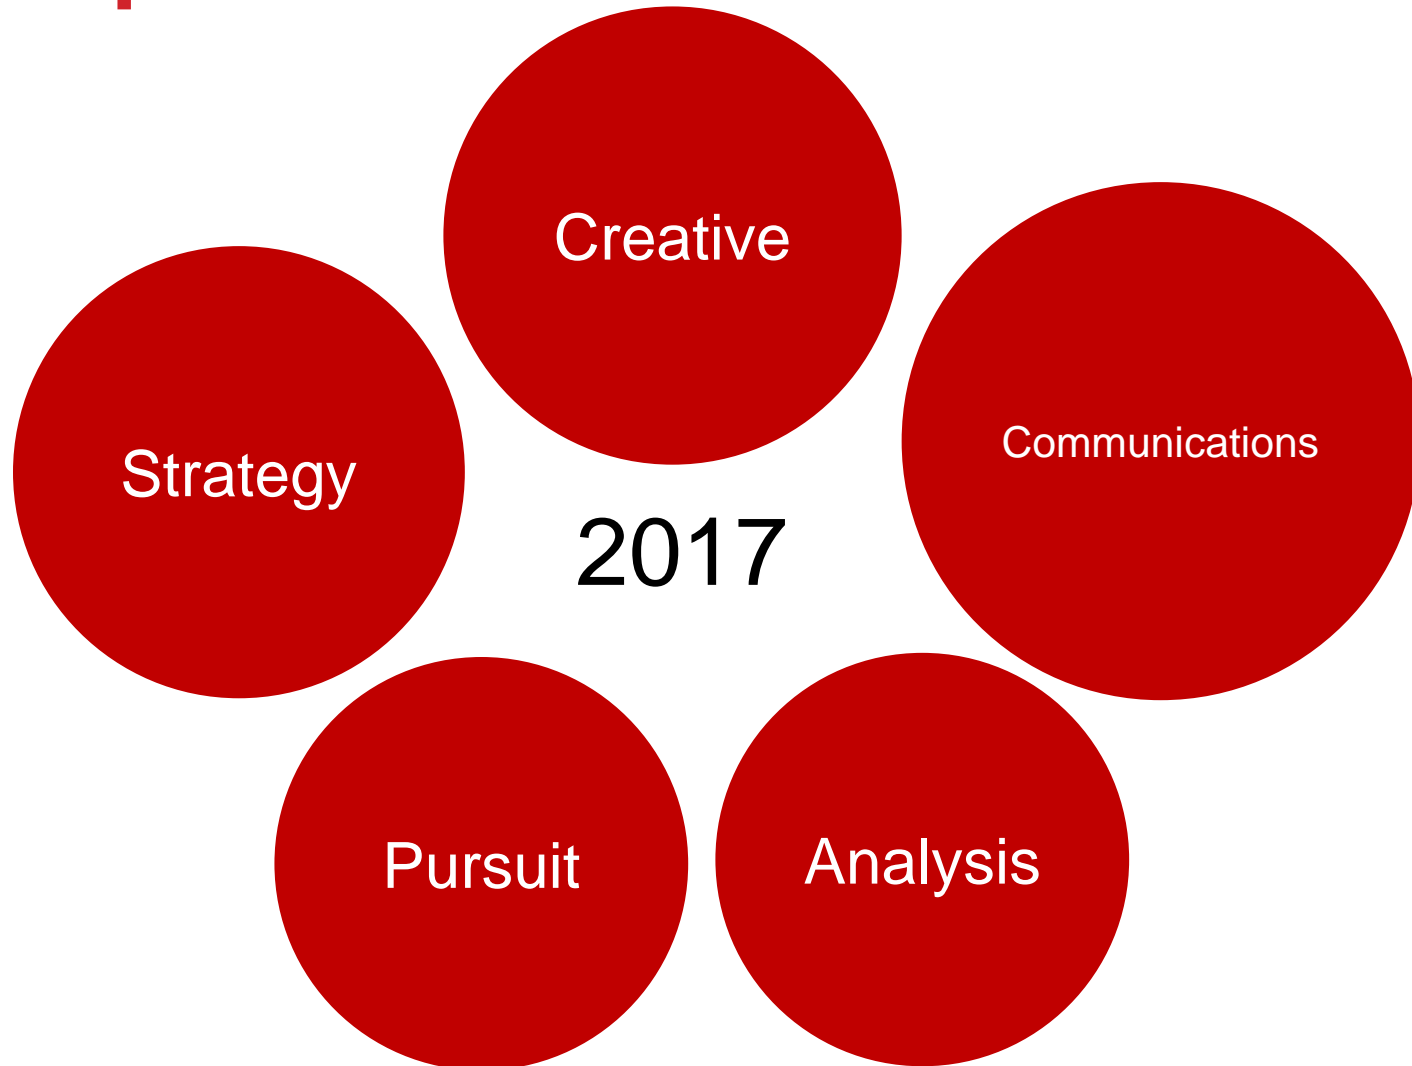 Creative
Communications
Strategy
2017
Pursuit
Analysis